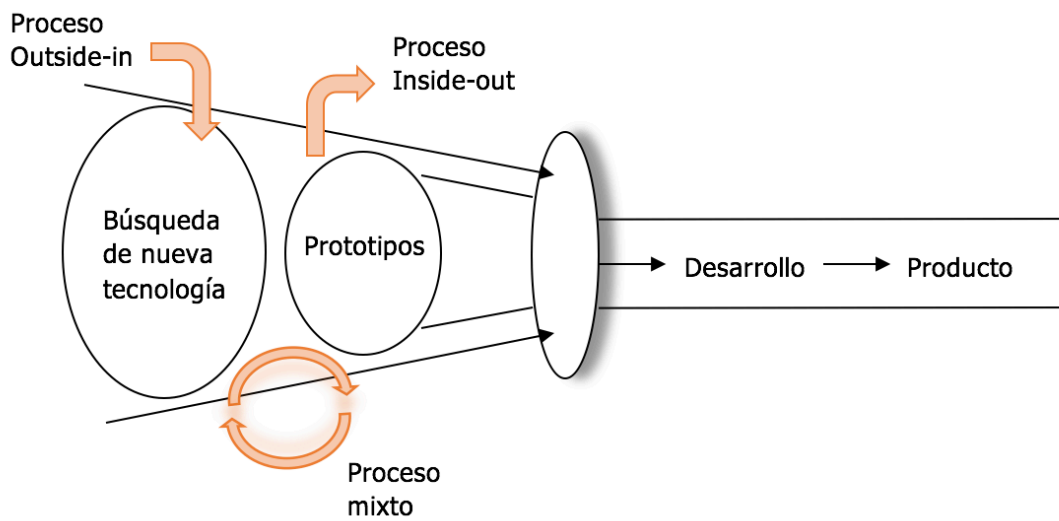 Proceso
Outside-in
Proceso
Inside-out
Búsqueda
de nueva
tecnología
Prototipos
Desarrollo
Producto
Proceso
mixto